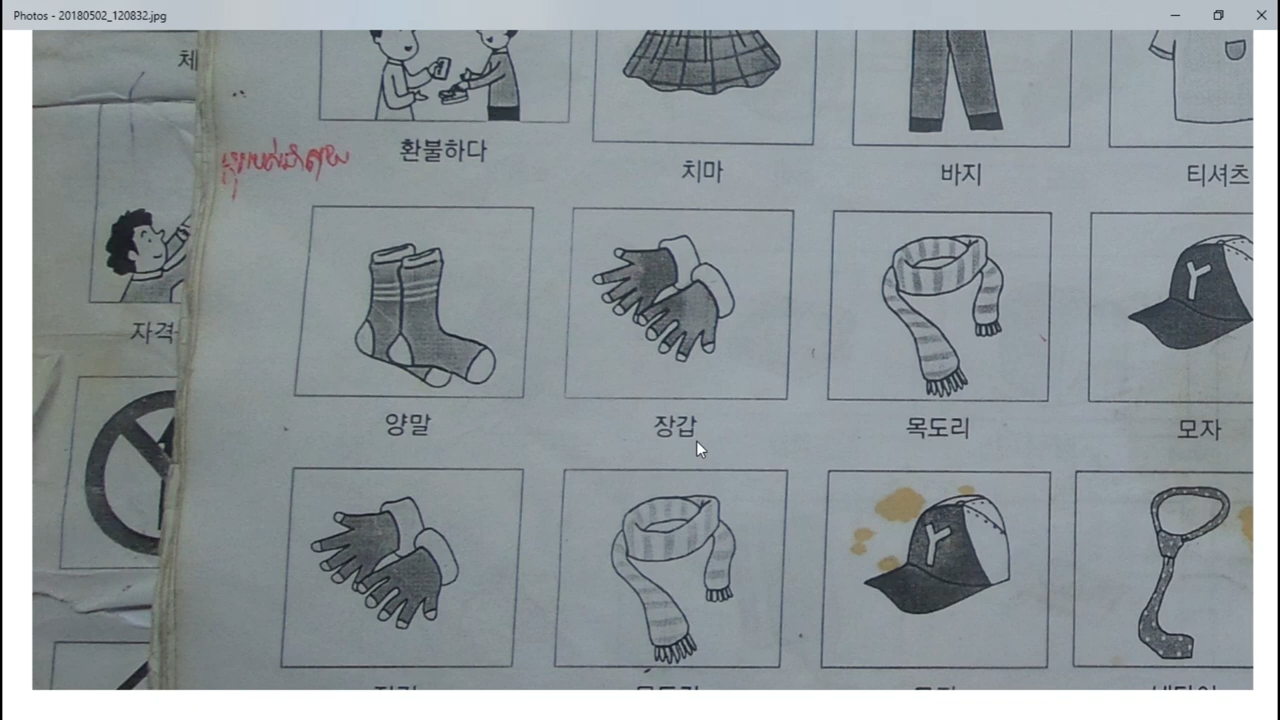 Photos - 20180502_120832.jpg
체
환불하다
치마
바지
티셔츠
자격
양말
장갑
목도리
모자